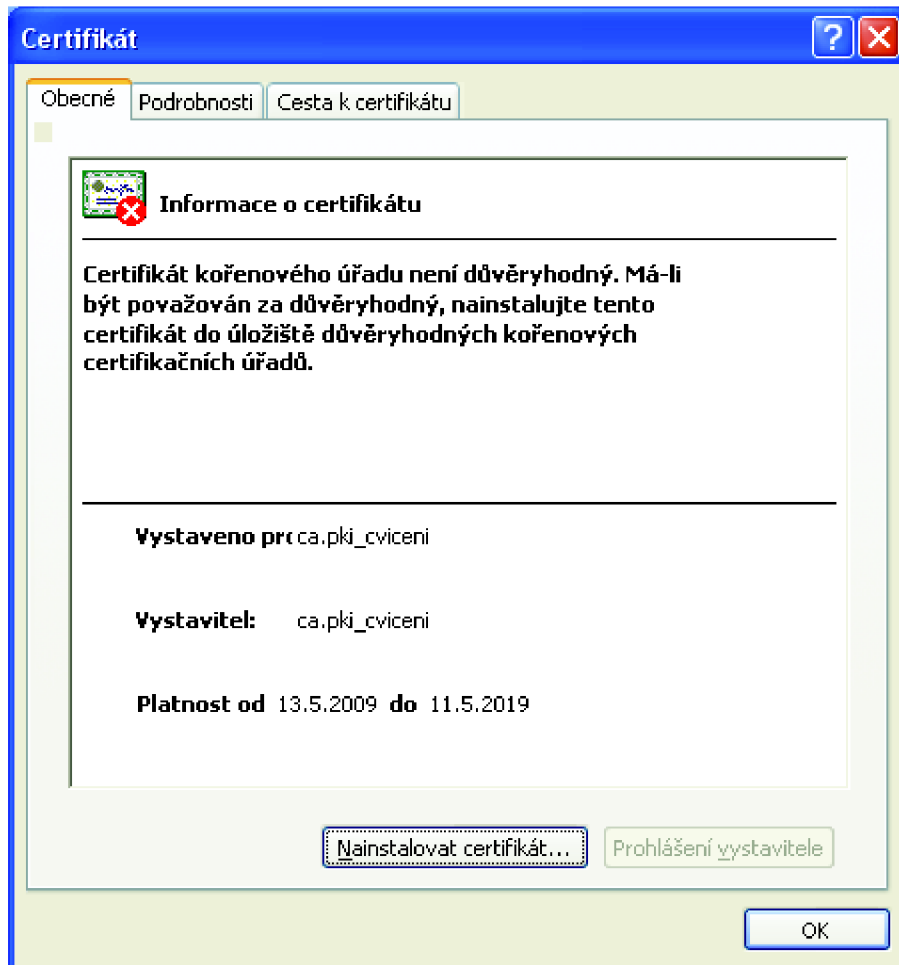 Certifikát
Obecné Podrobnosti Cesta k certifikátu
Informace o certifikátu
Certifikát kořenového úřadu není důvěryhodný. Má-li
být považován za důvěryhodný, nainstalujte tento
certifikát do úložiště důvěryhodných kořenových
certifikačních úřadů.
Vystaveno pro ca.pki_cviceni
Vystavitel: ca.pki_cviceni
Platnost od 13.5.2009 do 11.5.2019
Nainstalovat certifikát... Prohlášení vystavitele
OK